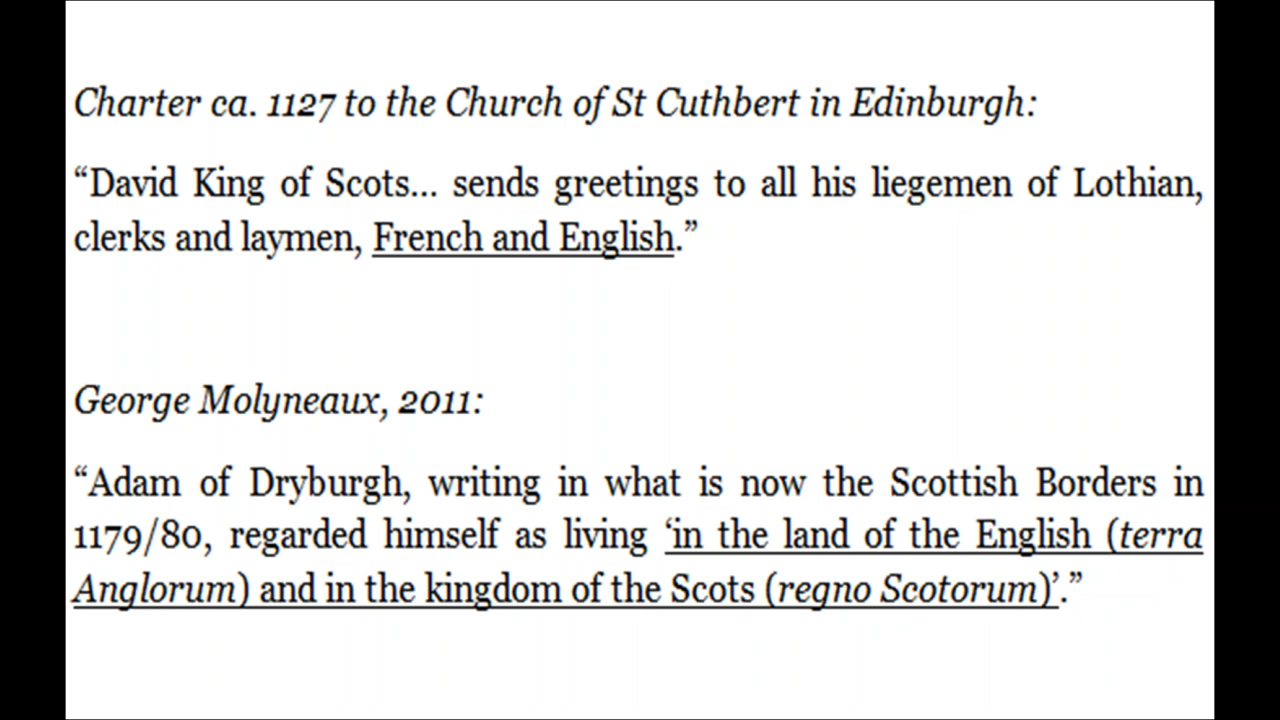 Charter ca. 1127 to the Church of St Cuthbert in Edinburgh:
“David King of Scots... sends greetings to all his liegemen of Lothian,
clerks and laymen, French and English.”
George Molyneaux, 2011:
“Adam of Dryburgh, writing in what is now the Scottish Borders in
1179/80, regarded himself as living ‘in the land of the English (terra
Anglorum) and in the kingdom of the Scots (regno Scotorum)’.”